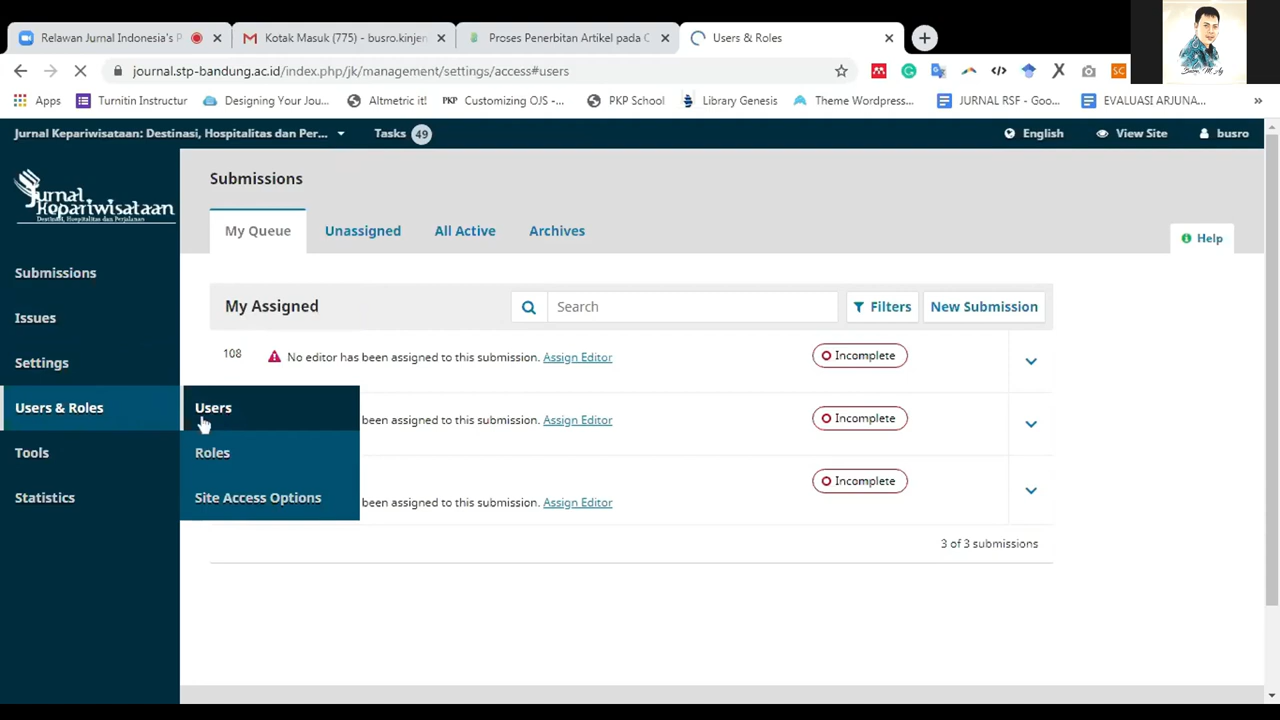 Relawan Jurnal Indonesia's P
Kotak Masuk (775) - busro.kinjen
Proses Penerbitan Artikel pada C
Users & Roles
journal.stp-bandung.ac.id/index.php/jk/management/settings/access#users
Apps
Turnitin Instructur
Designing Your Jou...
Altmetric it!
PKP
Customizing OJS -...
PKP School
Library Genesis
Theme Wordpress...
JURNAL RSF - Goo...
EVALUASI ARJUNA...
»
Jurnal Kepariwisataan: Destinasi, Hospitalitas dan Per...
Tasks 49
English
View Site
busro
Jurnal
Kepariwisataan
Destinasi, Hospitalitas dan Perjalanan
Submissions
Issues
Settings
Users & Roles
Tools
Statistics
Users
Roles
Site Access Options
Submissions
My Queue
Unassigned
All Active
Archives
Help
My Assigned
Search
Filters
New Submission
108
No editor has been assigned to this submission. Assign Editor
Incomplete
been assigned to this submission. Assign Editor
Incomplete
been assigned to this submission. Assign Editor
Incomplete
3 of 3 submissions